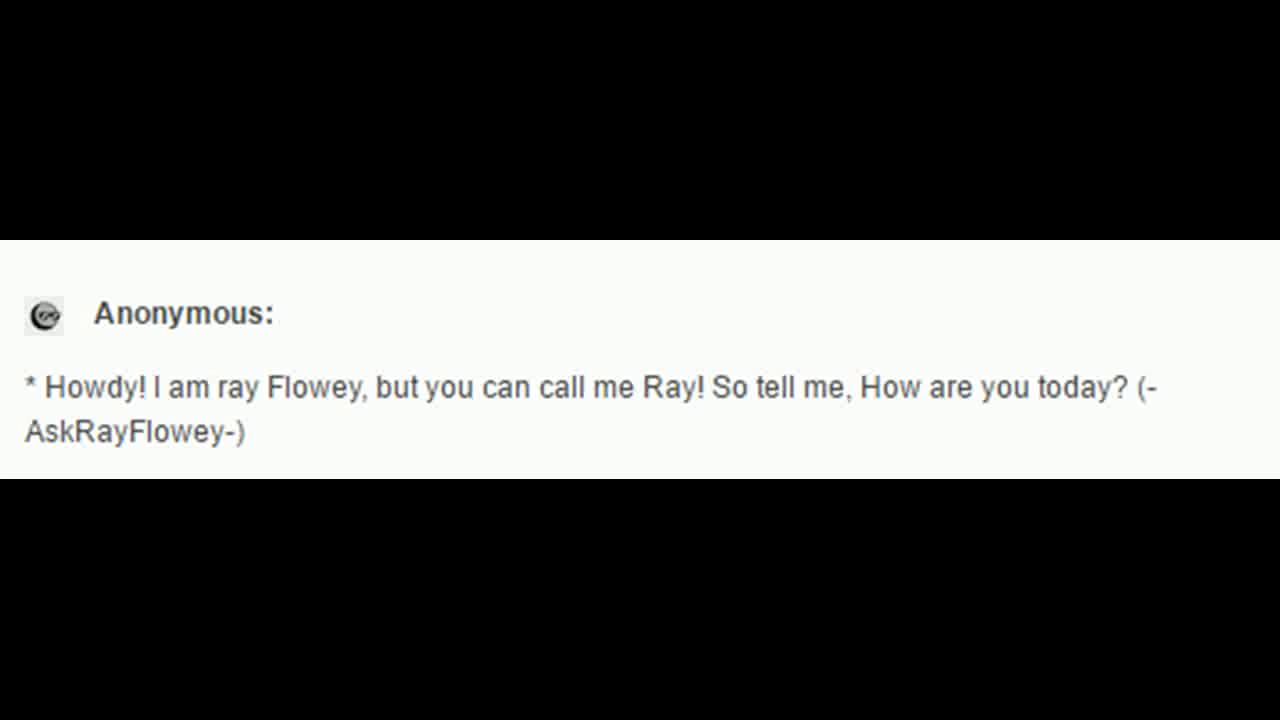 Anonymous:
* Howdy! I am ray Flowey, but you can call me Ray! So tell me, How are you today? (-
AskRayFlowey-)